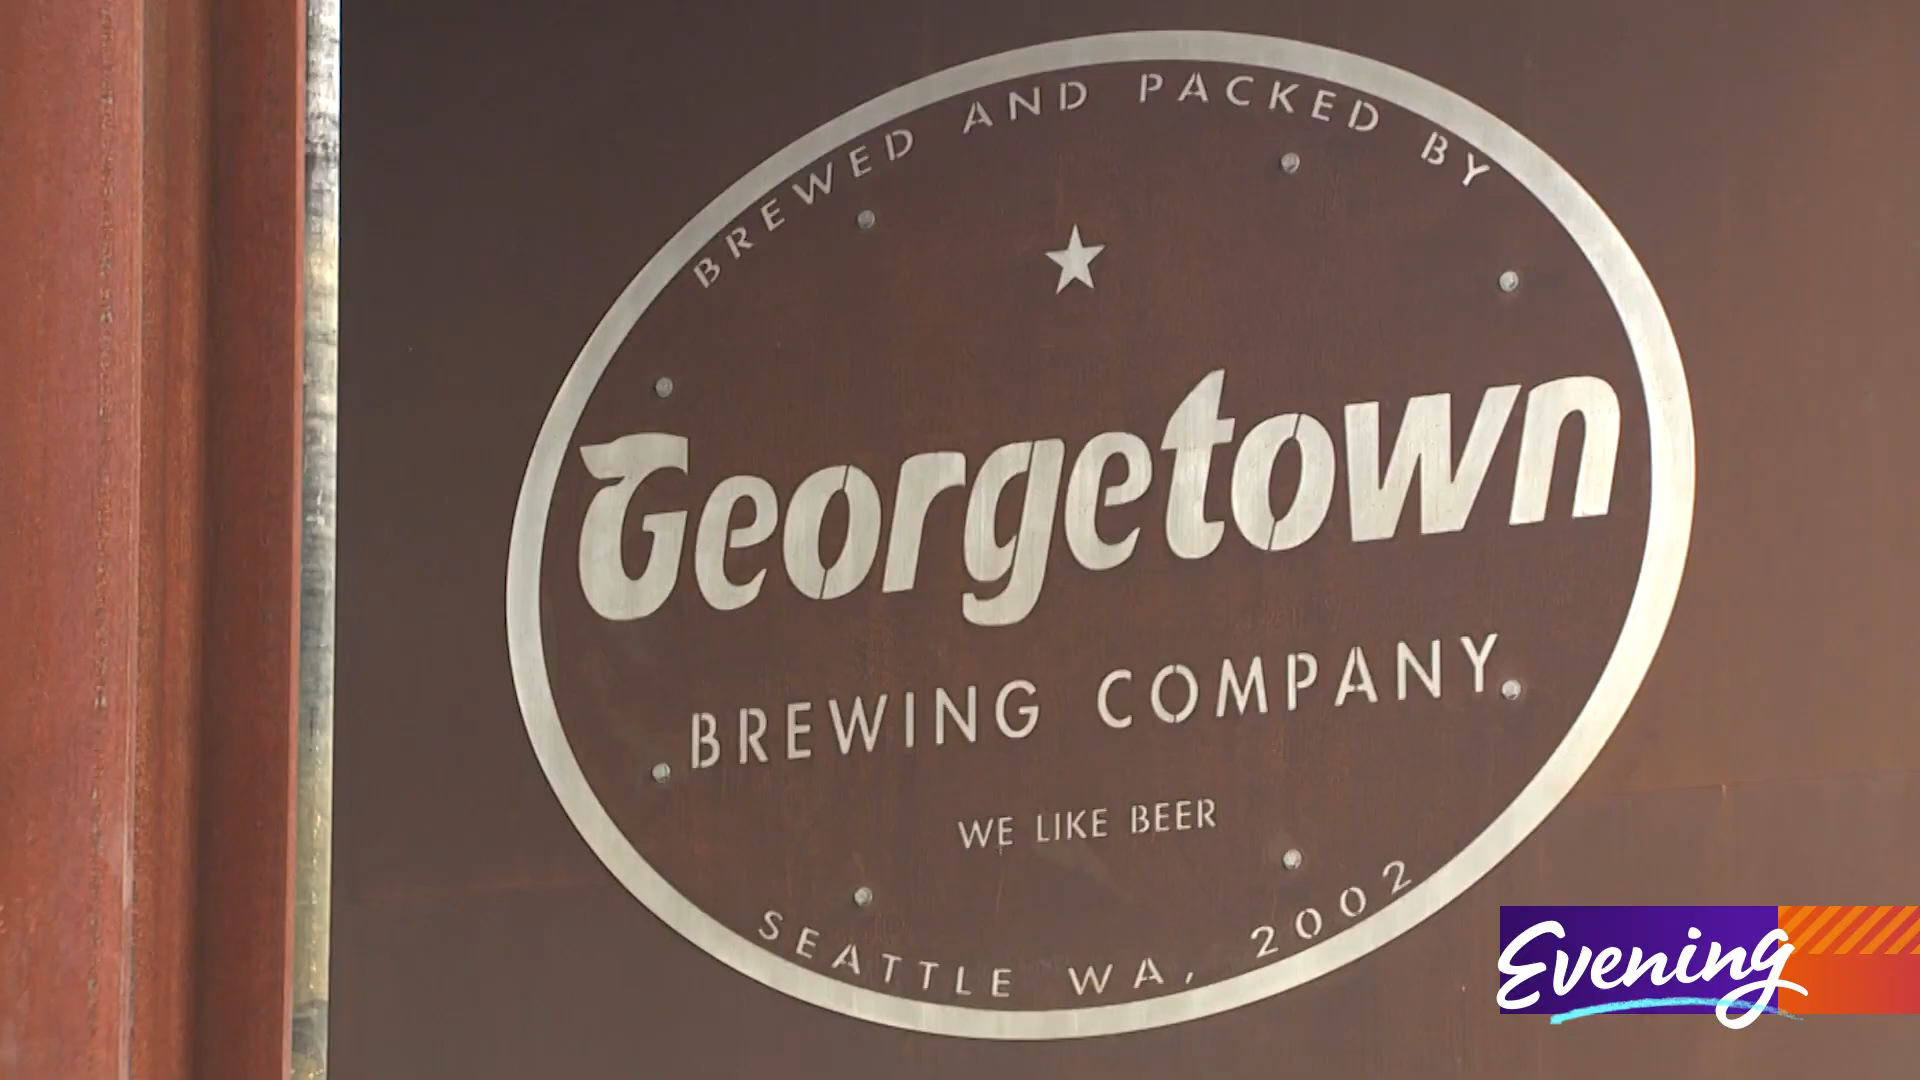 BREWED AND PACKED BY
Georgetown
BREWING COMPANY
WE LIKE BEER
SEATTLE WA, 2002
Evening